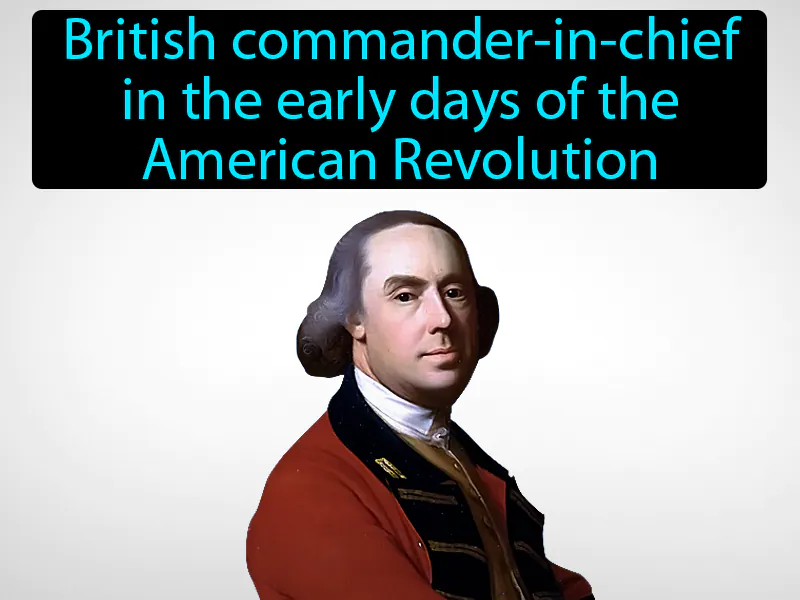 British commander-in-chief
in the early days of the
American Revolution